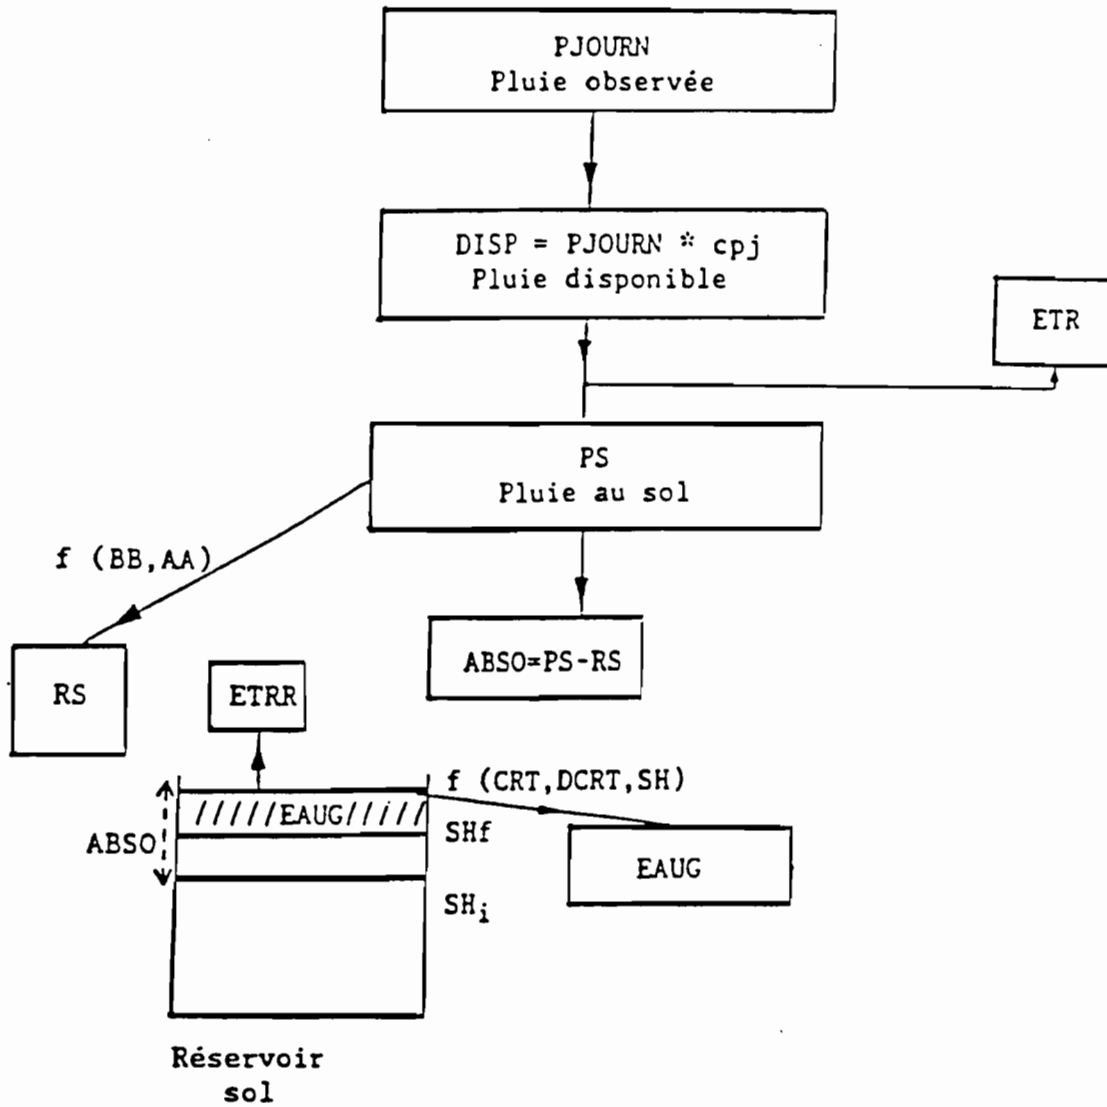 PJOURN
Pluie observée
DISP = PJOURN * cpj
Pluie disponible
ETR
PS
Pluie au sol
f (BB,AA)
ABSO=PS-RS
RS
ETRR
f (CRT,DCRT,SH)
/////EAUG/////
SHf
ABSO
EAUG
SHi
Réservoir
sol